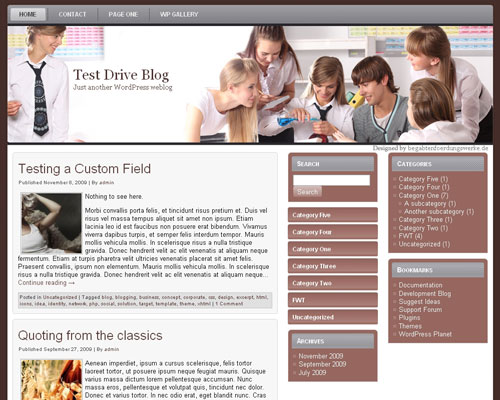 HOME CONTACT PAGE ONE WP GALLERY
Test Drive Blog
Just another WordPress weblog
Designed by begabtenfoerdungswerke.de
Testing a Custom Field
Published November 8, 2009 | By admin
Nothing to see here.
Morbi convallis porta felis, et tincidunt risus pretium et. Duis vel
risus vel massa tempus aliquet sit amet non ipsum. Etiam
lacinia leo id est faucibus non posuere erat bibendum. Vivamus
viverra dapibus turpis, et semper felis interdum tempor. Mauris
mollis vehicula mollis. In scelerisque risus a nulla tristique
gravida. Donec hendrerit velit ac elit venenatis at aliquam neque
fermentum. Etiam at turpis pharetra velit ultricies venenatis placerat sit amet felis.
Praesent convallis, ipsum non elementum. Mauris mollis vehicula mollis. In scelerisque
risus a nulla tristique gravida. Donec hendrerit velit ac elit venenatis at aliquam neque...
Continue reading →
Posted in Uncategorized | Tagged blog, blogging, business, concept, corporate, css, design, excerpt, html,
icons, idea, identity, network, php, social, solution, target, template, theme, xhtml | 1 Comment
Quoting from the classics
Published September 27, 2009 | By admin
Aenean imperdiet, ipsum a cursus scelerisque, felis tortor
laoreet tortor, ut posuere ipsum neque feugiat mauris. Quisque
varius massa dictum lorem pellentesque accumsan. Nunc
massa eros, pellentesque et volutpat quis, tincidunt nec dolor.
Donec et varius tortor. In nec odio at erat, eget blandit nunc. Cras
Search
Search
Category Five
Category Four
Category One
Category Three
Category Two
FWT
Uncategorized
Archives
November 2009
September 2009
July 2009
Categories
Category Five (1)
Category Four (1)
Category One (7)
A subcategory (1)
Another subcategory (1)
Category Three (1)
Category Two (1)
FWT (4)
Uncategorized (1)
Bookmarks
Documentation
Development Blog
Suggest Ideas
Support Forum
Plugins
Themes
WordPress Planet